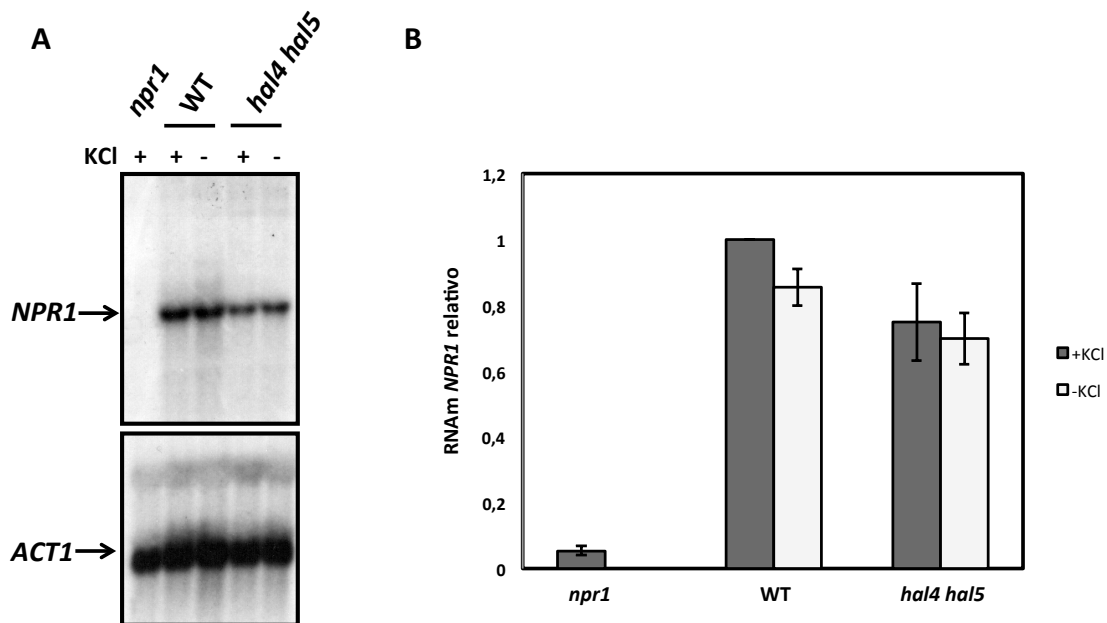 A
npr1 WT hal4 hal5
KCl + + - + -
NPR1
ACT1
B
1,2
1
0,8
0,6
0,4
0,2
0
RNAm NPR1 relativo
npr1 WT hal4 hal5
+KCl
-KCl